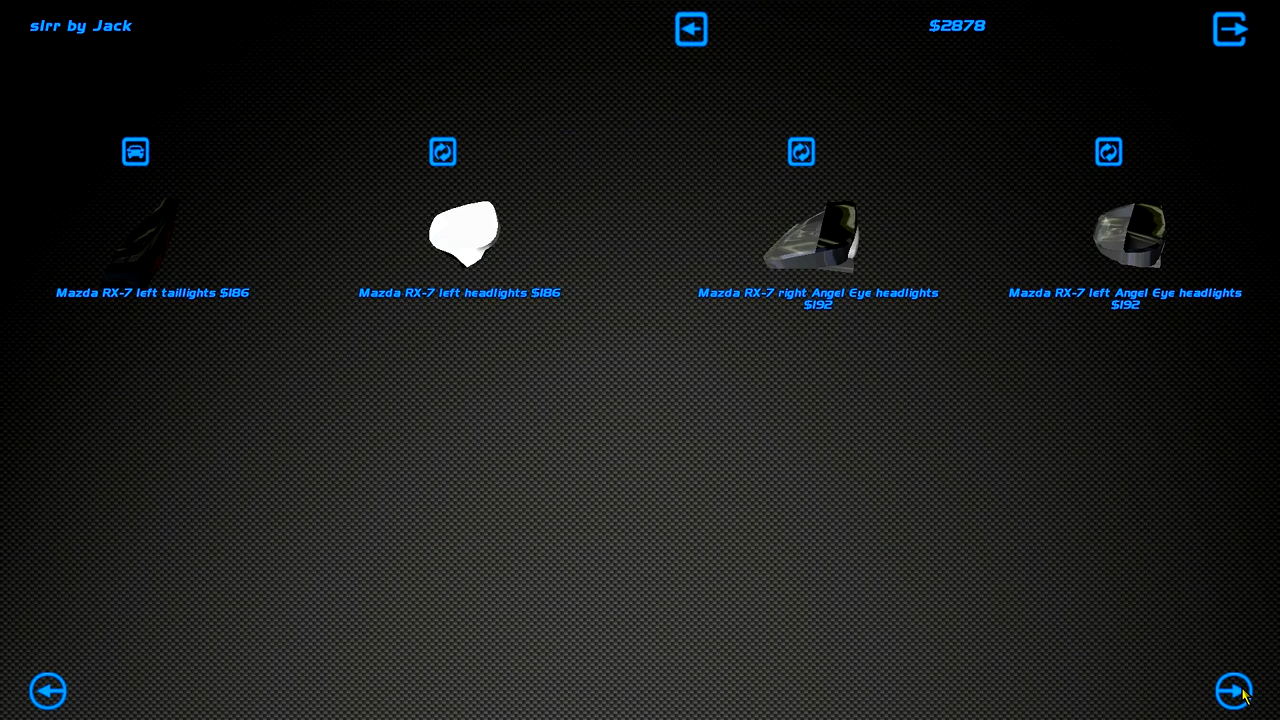 slrr by Jack
$2878
Mazda RX-7 left taillights $186
Mazda RX-7 left headlights $186
Mazda RX-7 right Angel Eye headlights
$192
Mazda RX-7 left Angel Eye headlights
$192